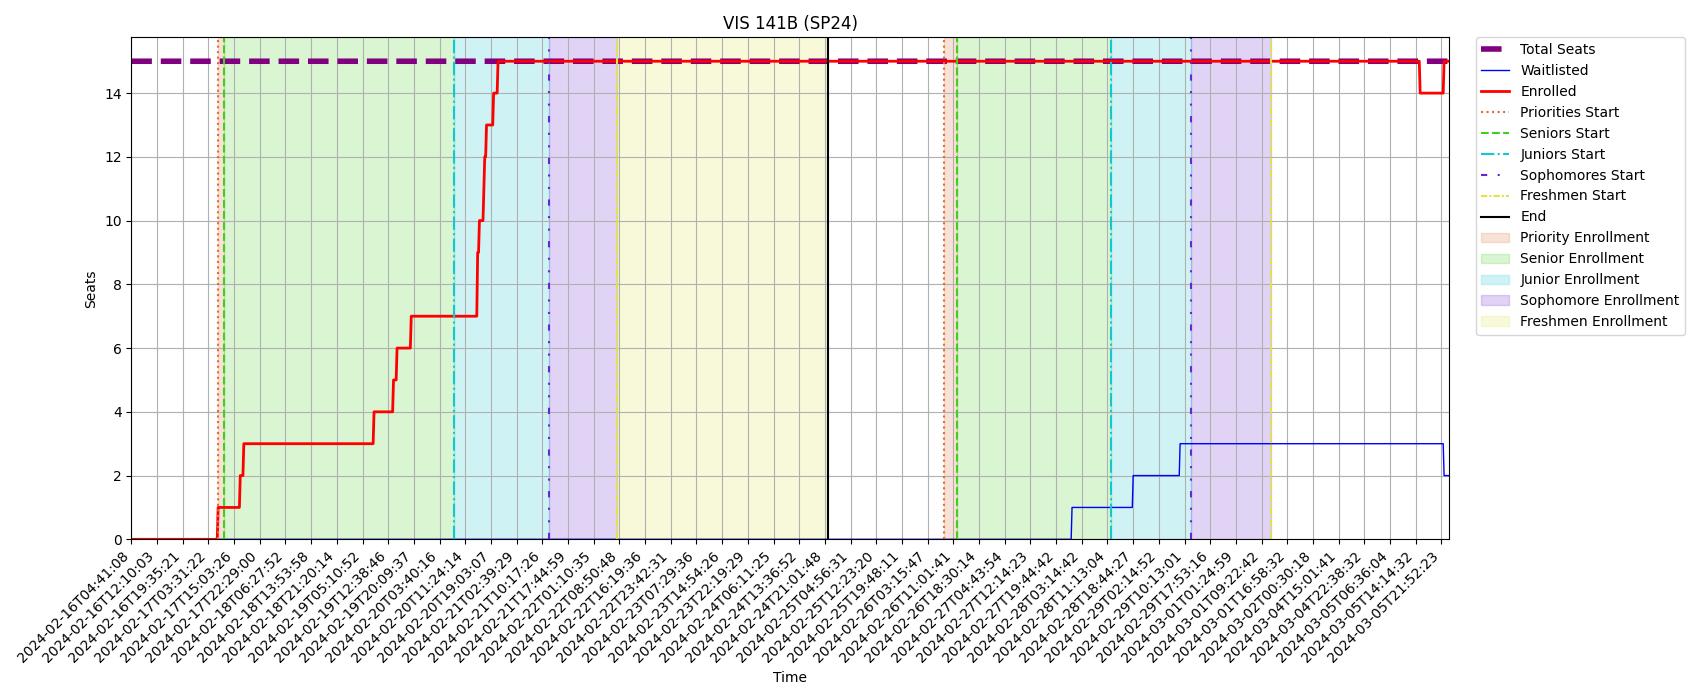 VIS 141B (SP24)
Seats
14
12
10
8
6
4
2
0
2024-02-16T04:41:08
2024-02-16T12:10:03
2024-02-16T19:35:21
2024-02-17T03:31:22
2024-02-17T15:03:26
2024-02-17T22:29:00
2024-02-18T06:27:52
2024-02-18T13:53:58
2024-02-18T21:20:14
2024-02-19T05:10:52
2024-02-19T12:38:46
2024-02-19T20:09:37
2024-02-20T03:40:16
2024-02-20T11:24:14
2024-02-20T19:03:07
2024-02-21T02:39:29
2024-02-21T10:17:26
2024-02-21T17:44:59
2024-02-22T01:10:35
2024-02-22T08:50:48
2024-02-22T16:19:36
2024-02-22T23:42:31
2024-02-23T07:29:36
2024-02-23T14:54:26
2024-02-23T22:19:29
2024-02-24T06:11:25
2024-02-24T13:36:52
2024-02-24T21:01:48
2024-02-25T04:56:31
2024-02-25T12:23:20
2024-02-25T19:48:11
2024-02-26T03:15:47
2024-02-26T11:01:41
2024-02-26T18:30:14
2024-02-27T04:43:54
2024-02-27T12:14:23
2024-02-27T19:44:42
2024-02-28T03:14:42
2024-02-28T11:13:04
2024-02-28T18:44:27
2024-02-29T02:14:52
2024-02-29T10:13:01
2024-02-29T17:53:16
2024-03-01T01:24:59
2024-03-01T09:22:42
2024-03-01T16:58:32
2024-03-02T00:30:18
2024-03-04T15:01:41
2024-03-04T22:38:32
2024-03-05T06:36:04
2024-03-05T14:14:32
2024-03-05T21:52:23
Time
Total Seats
Waitlisted
Enrolled
Priorities Start
Seniors Start
Juniors Start
Sophomores Start
Freshmen Start
End
Priority Enrollment
Senior Enrollment
Junior Enrollment
Sophomore Enrollment
Freshmen Enrollment